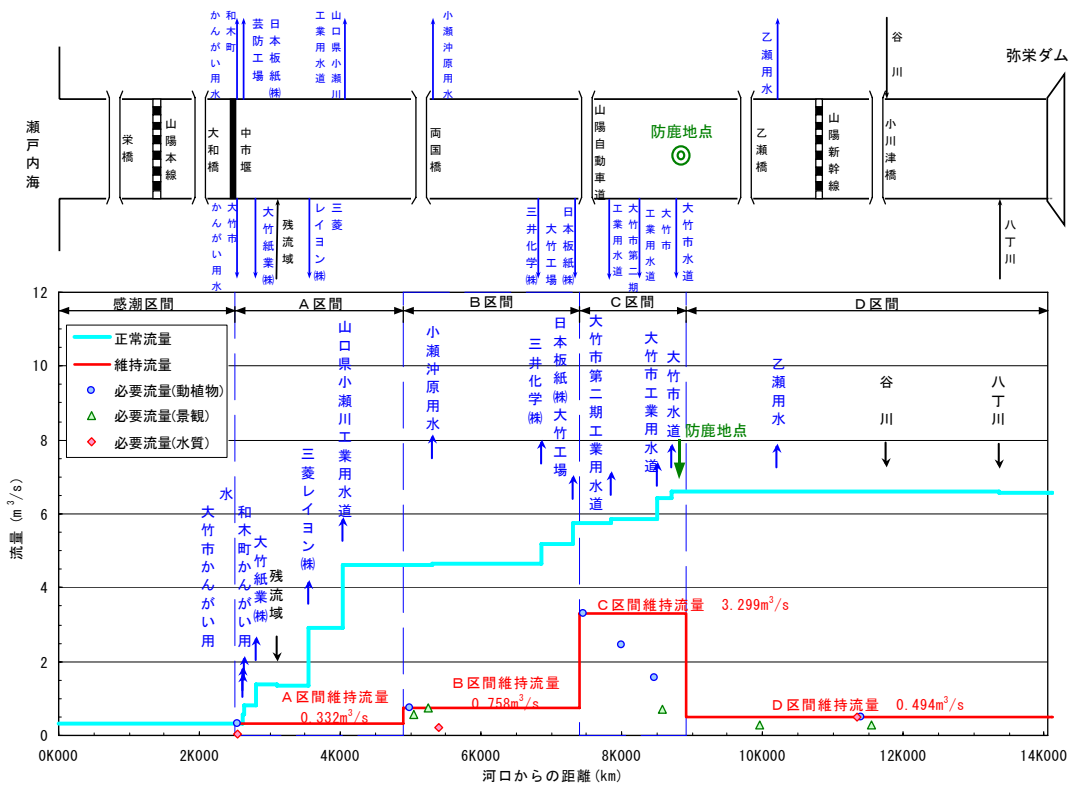 和木町
かんがい用水
日本板紙㈱
芸防工場
山口県小瀬川
工業用水道
小瀬沖原用水
乙瀬用水
谷川
弥栄ダム
瀬戸内海
栄橋
山陽本線
大和橋
中市堰
両国橋
山陽自動車道
防鹿地点
乙瀬橋
山陽新幹線
小川津橋
大竹市
かんがい用水
大竹紙業㈱
残流域
三菱
レイヨン㈱
三井化学㈱
日本板紙㈱
大竹工場
大竹市第二期
工業用水道
大竹市
工業用水道
大竹市水道
八丁川
感潮区間
A区間
B区間
C区間
D区間
正常流量
維持流量
必要流量(動植物)
必要流量(景観)
必要流量(水質)
大竹市かんがい用
水
和木町かんがい用
大竹紙業㈱
残流域
三菱レイヨン㈱
山口県小瀬川工業用水道
小瀬沖原用水
三井化学㈱
日本板紙㈱大竹工場
大竹市第二期工業用水道
大竹市工業用水道
大竹市水道
防鹿地点
乙瀬用水
谷川
八丁川
A区間維持流量
0.332m³/s
B区間維持流量
0.758m³/s
C区間維持流量 3.299m³/s
D区間維持流量 0.494m³/s
流量 (m³/s)
12
10
8
6
4
2
0
0K000
2K000
4K000
6K000
8K000
10K000
12K000
14K000
河口からの距離(km)